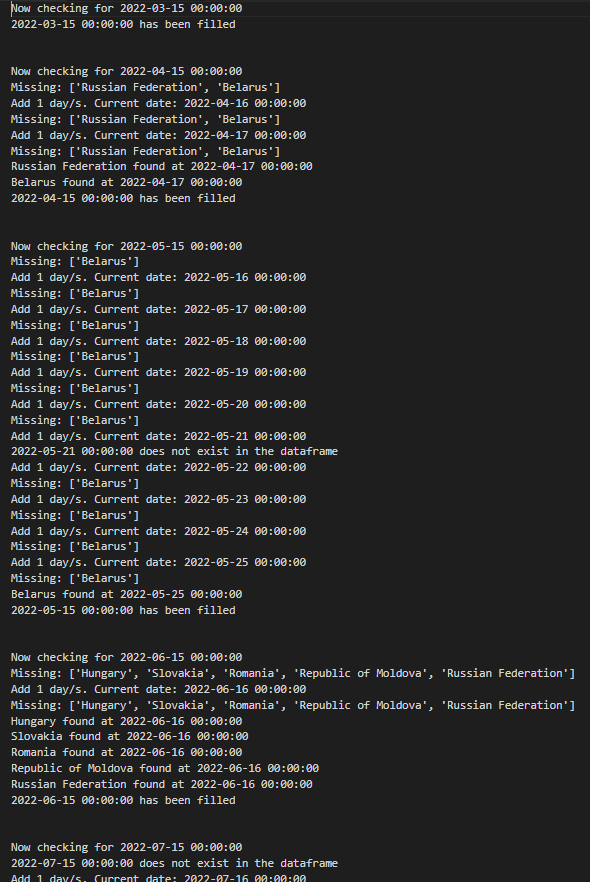 Now checking for 2022-03-15 00:00:00
2022-03-15 00:00:00 has been filled
Now checking for 2022-04-15 00:00:00
Missing: ['Russian Federation', 'Belarus']
Add 1 day/s. Current date: 2022-04-16 00:00:00
Missing: ['Russian Federation', 'Belarus']
Add 1 day/s. Current date: 2022-04-17 00:00:00
Missing: ['Russian Federation', 'Belarus']
Russian Federation found at 2022-04-17 00:00:00
Belarus found at 2022-04-17 00:00:00
2022-04-15 00:00:00 has been filled
Now checking for 2022-05-15 00:00:00
Missing: ['Belarus']
Add 1 day/s. Current date: 2022-05-16 00:00:00
Missing: ['Belarus']
Add 1 day/s. Current date: 2022-05-17 00:00:00
Missing: ['Belarus']
Add 1 day/s. Current date: 2022-05-18 00:00:00
Missing: ['Belarus']
Add 1 day/s. Current date: 2022-05-19 00:00:00
Missing: ['Belarus']
Add 1 day/s. Current date: 2022-05-20 00:00:00
Missing: ['Belarus']
Add 1 day/s. Current date: 2022-05-21 00:00:00
2022-05-21 00:00:00 does not exist in the dataframe
Add 1 day/s. Current date: 2022-05-22 00:00:00
Missing: ['Belarus']
Add 1 day/s. Current date: 2022-05-23 00:00:00
Missing: ['Belarus']
Add 1 day/s. Current date: 2022-05-24 00:00:00
Missing: ['Belarus']
Add 1 day/s. Current date: 2022-05-25 00:00:00
Missing: ['Belarus']
Belarus found at 2022-05-25 00:00:00
2022-05-15 00:00:00 has been filled
Now checking for 2022-06-15 00:00:00
Missing: ['Hungary', 'Slovakia', 'Romania', 'Republic of Moldova', 'Russian Federation']
Add 1 day/s. Current date: 2022-06-16 00:00:00
Missing: ['Hungary', 'Slovakia', 'Romania', 'Republic of Moldova', 'Russian Federation']
Hungary found at 2022-06-16 00:00:00
Slovakia found at 2022-06-16 00:00:00
Romania found at 2022-06-16 00:00:00
Republic of Moldova found at 2022-06-16 00:00:00
Russian Federation found at 2022-06-16 00:00:00
2022-06-15 00:00:00 has been filled
Now checking for 2022-07-15 00:00:00
2022-07-15 00:00:00 does not exist in the dataframe
Add 1 day/s. Current date: 2022-07-16 00:00:00